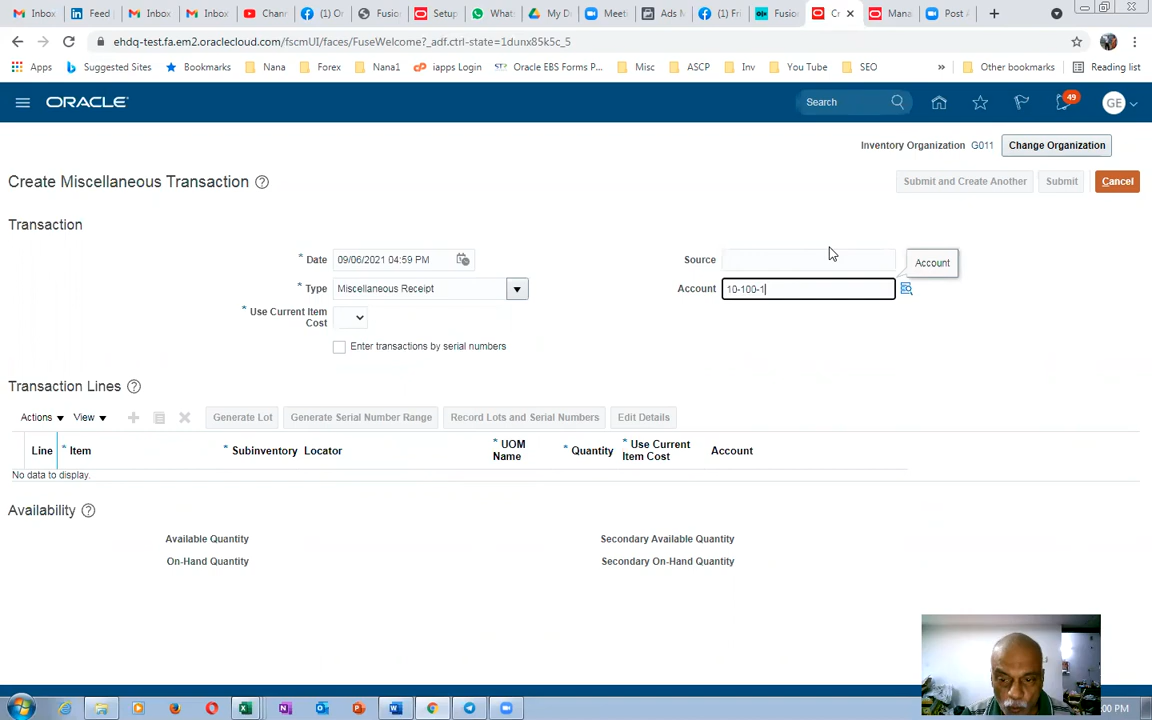 Inbox
Feed
Inbox
Inbox
Chann
(1) Or
Fusion
Setup
What
My D
Meeti
Ads M
(1) Fri
Fusio
Cr
Mana
Post A
ehdq-test.fa.em2.oraclecloud.com/fscmUI/faces/FuseWelcome?_adf.ctrl-state=1dunx85k5c_5
Apps Suggested Sites Bookmarks Nana Forex Nana1 iapps Login Oracle EBS Forms P... Misc ASCP Inv You Tube SEO » Other bookmarks Reading list
ORACLE Search 49 GE
Inventory Organization G011 Change Organization
Create Miscellaneous Transaction Submit and Create Another Submit Cancel
Transaction
* Date 09/06/2021 04:59 PM Source Account
* Type Miscellaneous Receipt Account 10-100-1
* Use Current Item
Cost
Enter transactions by serial numbers
Transaction Lines
Actions View Generate Lot Generate Serial Number Range Record Lots and Serial Numbers Edit Details
Line * Item * Subinventory Locator * UOM Name * Quantity * Use Current Item Cost Account
No data to display.
Availability
Available Quantity Secondary Available Quantity
On-Hand Quantity Secondary On-Hand Quantity
:00 PM